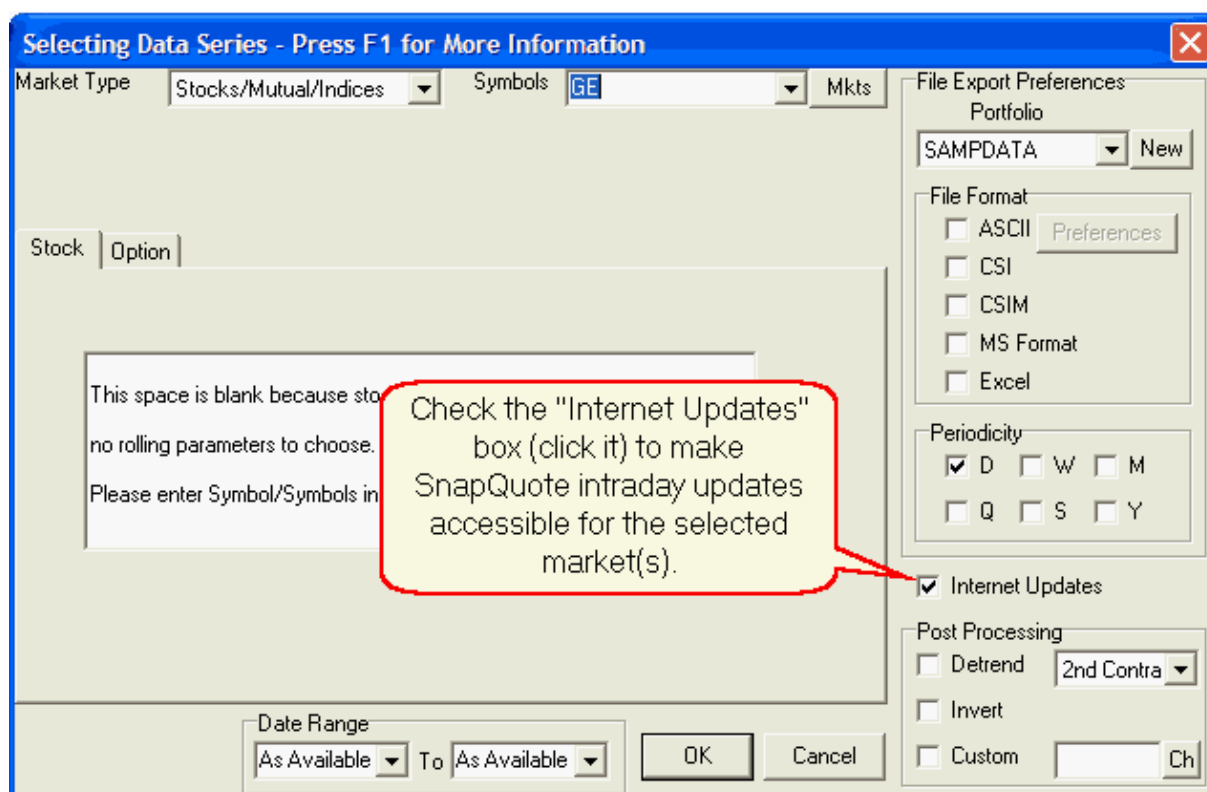 Selecting Data Series - Press F1 for More Information
Market Type
Stocks/Mutual/Indices
Symbols
GE
Mkts
Stock
Option
This space is blank because sto
no rolling parameters to choose.
Please enter Symbol/Symbols in
Check the "Internet Updates"
box (click it) to make
SnapQuote intraday updates
accessible for the selected
market(s).
Date Range
As Available
To
As Available
OK
Cancel
File Export Preferences
Portfolio
SAMPDATA
New
File Format
ASCII
Preferences
CSI
CSIM
MS Format
Excel
Periodicity
D
W
M
Q
S
Y
Internet Updates
Post Processing
Detrend
2nd Contra
Invert
Custom
Ch